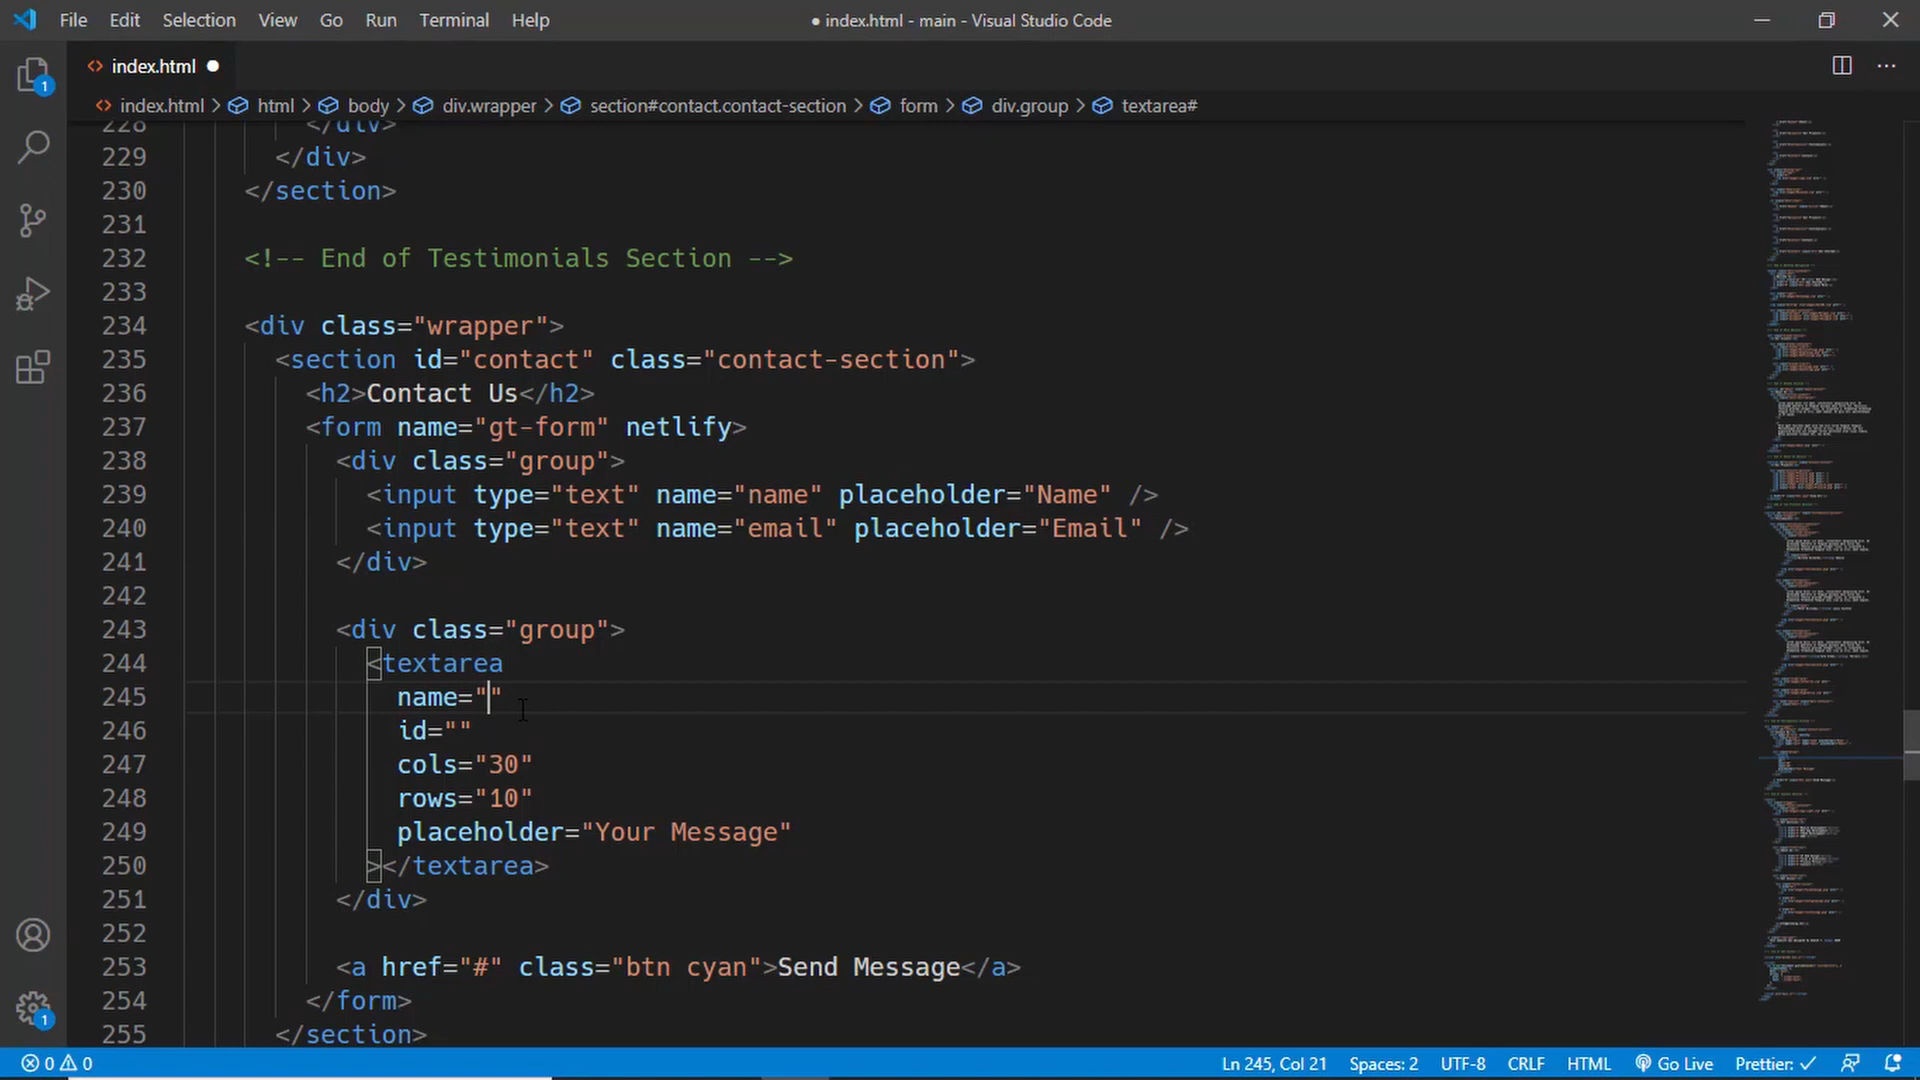 File Edit Selection View Go Run Terminal Help ● index.html - main - Visual Studio Code
<> index.html ●
<> index.html > html > body > div.wrapper > section#contact.contact-section > form > div.group > textarea#
228 </div>
229 </div>
230 </section>
231
232 <!-- End of Testimonials Section -->
233
234 <div class="wrapper">
235 <section id="contact" class="contact-section">
236 <h2>Contact Us</h2>
237 <form name="gt-form" netlify>
238 <div class="group">
239 <input type="text" name="name" placeholder="Name" />
240 <input type="text" name="email" placeholder="Email" />
241 </div>
242
243 <div class="group">
244 <textarea
245 name=""
246 id=""
247 cols="30"
248 rows="10"
249 placeholder="Your Message"
250 ></textarea>
251 </div>
252
253 <a href="#" class="btn cyan">Send Message</a>
254 </form>
255 </section>
1
1
0 0 Ln 245, Col 21 Spaces: 2 UTF-8 CRLF HTML Go Live Prettier: ✓